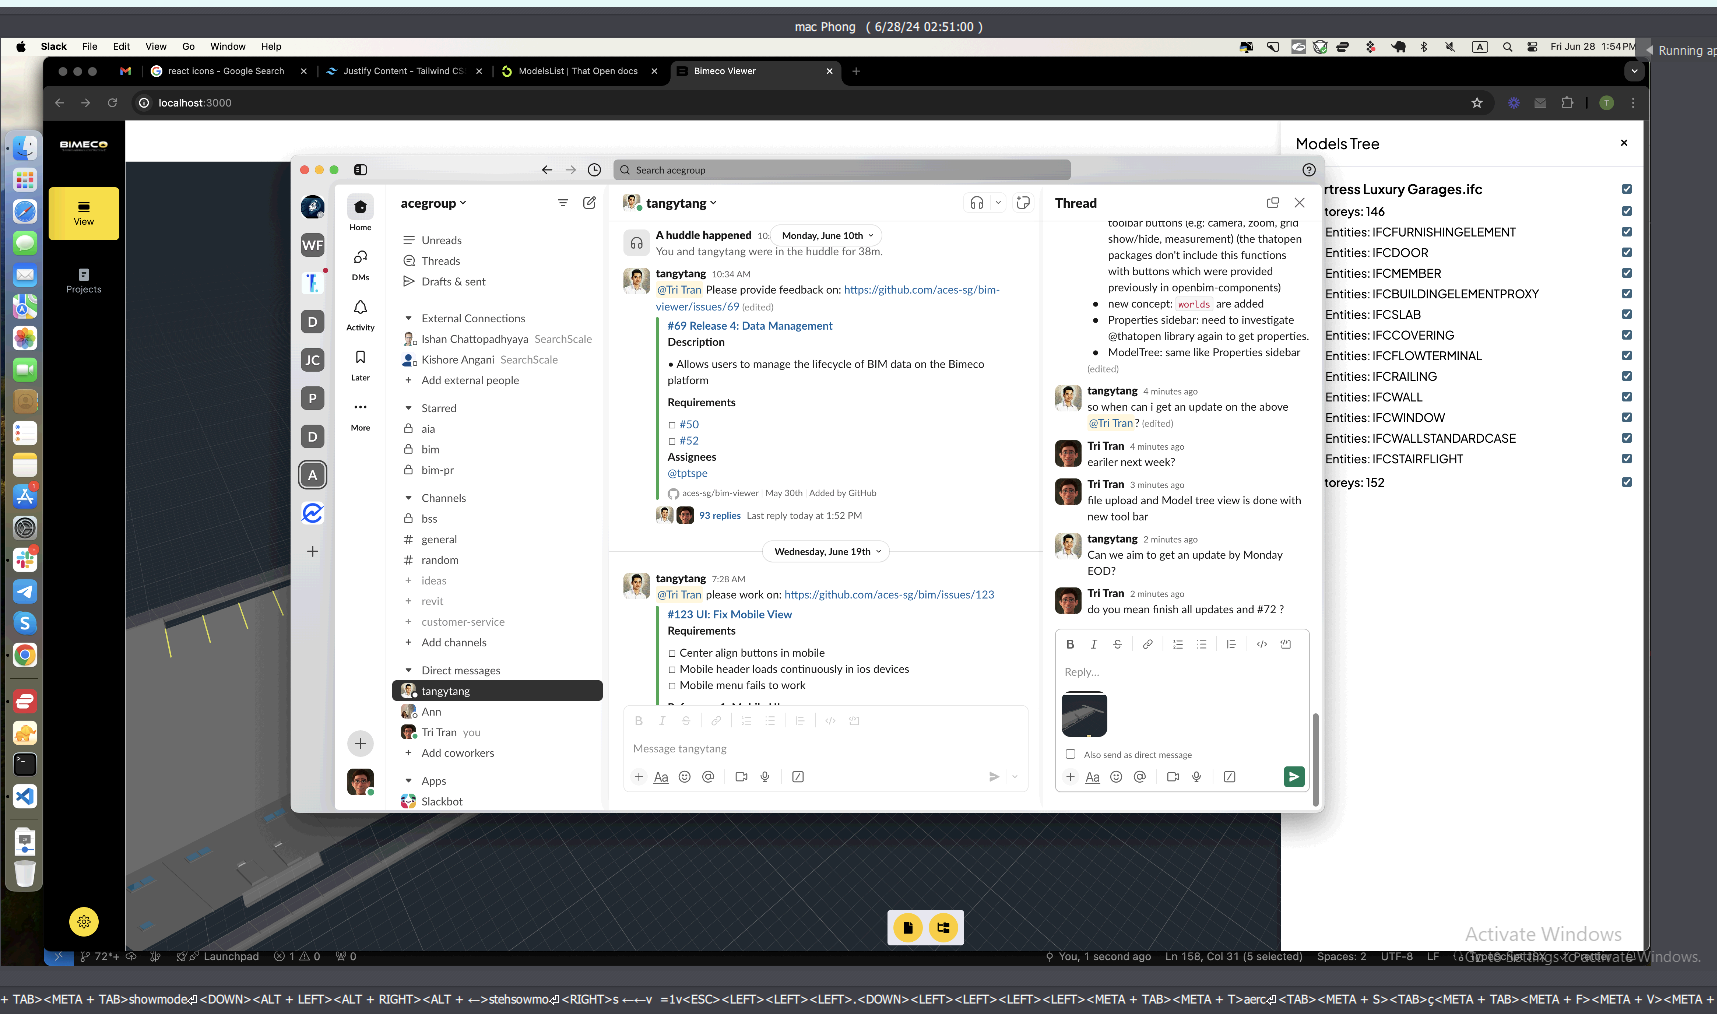 mac Phong ( 6/28/24 02:51:00 )
Slack File Edit View Go Window Help
Fri Jun 28 1:54PM
Running ap
react icons - Google Search
Justify Content - Tailwind CS
ModelsList | That Open docs
Bimeco Viewer
localhost:3000
BIMECO
View
Projects
Search acegroup
WF
D
JC
P
D
A
Home
DMs
Activity
Later
More
acegroup
Unreads
Threads
Drafts & sent
External Connections
Ishan Chattopadhyaya SearchScale
Kishore Angani SearchScale
Add external people
Starred
aia
bim
bim-pr
Channels
bss
general
random
ideas
revit
customer-service
Add channels
Direct messages
tangytang
Ann
Tri Tran you
Add coworkers
Apps
Slackbot
tangytang
A huddle happened 10:
Monday, June 10th
You and tangytang were in the huddle for 38m.
tangytang 10:34 AM
@Tri Tran Please provide feedback on: https://github.com/aces-sg/bim-
viewer/issues/69 (edited)
#69 Release 4: Data Management
Description
• Allows users to manage the lifecycle of BIM data on the Bimeco
platform
Requirements
#50
#52
Assignees
@tptspe
aces-sg/bim-viewer May 30th Added by GitHub
93 replies Last reply today at 1:52 PM
Wednesday, June 19th
tangytang 7:28 AM
@Tri Tran please work on: https://github.com/aces-sg/bim/issues/123
#123 UI: Fix Mobile View
Requirements
Center align buttons in mobile
Mobile header loads continuously in ios devices
Mobile menu fails to work
Message tangytang
Thread
toolbar buttons (e.g: camera, zoom, grid
show/hide, measurement) (the thatopen
packages don't include this functions
with buttons which were provided
previously in openbim-components)
• new concept: worlds are added
• Properties sidebar: need to investigate
@thatopen library again to get properties.
• ModelTree: same like Properties sidebar
(edited)
tangytang 4 minutes ago
so when can i get an update on the above
@Tri Tran? (edited)
Tri Tran 4 minutes ago
eariler next week?
Tri Tran 3 minutes ago
file upload and Model tree view is done with
new tool bar
tangytang 2 minutes ago
Can we aim to get an update by Monday
EOD?
Tri Tran 2 minutes ago
do you mean finish all updates and #72 ?
Reply...
Also send as direct message
Models Tree
rtress Luxury Garages.ifc
toreys: 146
Entities: IFCFURNISHINGELEMENT
Entities: IFCDOOR
Entities: IFCMEMBER
Entities: IFCBUILDINGELEMENTPROXY
Entities: IFCSLAB
Entities: IFCCOVERING
Entities: IFCFLOWTERMINAL
Entities: IFCRAILING
Entities: IFCWALL
Entities: IFCWINDOW
Entities: IFCWALLSTANDARDCASE
Entities: IFCSTAIRFLIGHT
toreys: 152
Activate Windows
Go to Settings to activate Windows.
72*+ Launchpad 1 0 0
You, 1 second ago Ln 158, Col 31 (5 selected) Spaces: 2 UTF-8 LF
+ TAB><META + TAB>showmode⏎<DOWN><ALT + LEFT><ALT + RIGHT><ALT + ←>stehsowmo⏎<RIGHT>s ←←v =1v<ESC><LEFT><LEFT><LEFT>.<DOWN><LEFT><LEFT><LEFT><LEFT><META + TAB><META + T>aerc⏎<TAB><META + S><TAB>ç<META + TAB><META + F><META + V><META +